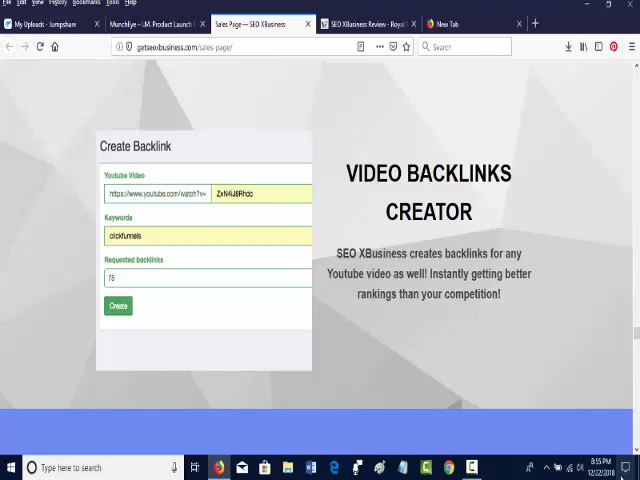 File Edit View History Bookmarks Tools Help
My Uploads - Jumpshare
MunchEye - I.M. Product Launch C
Sales Page — SEO XBusiness
SEO XBusiness Review - Royal
New Tab
getseoxbusiness.com/sales-page/
Search
Create Backlink
Youtube Video
https://www.youtube.com/watch?v=
Keywords
clickfunnels
Requested backlinks
75
Create
VIDEO BACKLINKS
CREATOR
SEO XBusiness creates backlinks for any
Youtube video as well! Instantly getting better
rankings than your competition!
Type here to search
8:55 PM
12/22/2018